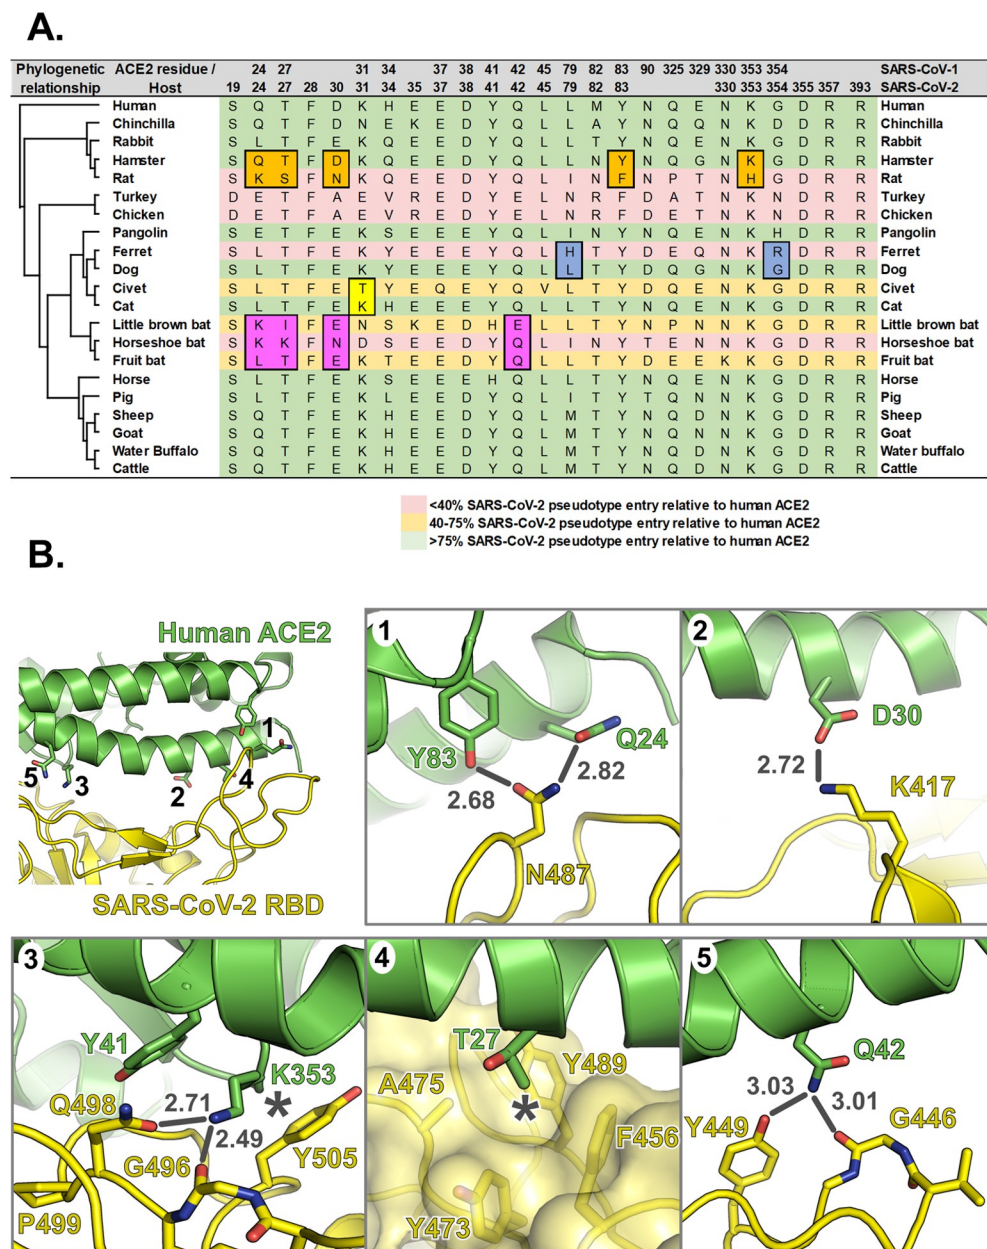 A.
Phylogenetic ACE2 residue / 24 27 31 34 37 38 41 42 45 79 82 83 90 325 329 330 353 354 SARS-CoV-1
relationship Host 19 24 27 28 30 31 34 35 37 38 41 42 45 79 82 83 330 353 354 355 357 393 SARS-CoV-2
Human S Q T F D K H E E D Y Q L L M Y N Q E N K G D R R Human
Chinchilla S Q T F D N E K E D Y Q L L A Y N Q Q N K D D R R Chinchilla
Rabbit S L T F E K Q E E D Y Q L L T Y N Q E N K G D R R Rabbit
Hamster S Q T F D K Q E E D Y Q L L N Y N Q G N K G D R R Hamster
Rat S K S F N K Q E E D Y Q L I N F N P T N H G D R R Rat
Turkey D E T F A E V R E D Y E L N R F D A T N K N D R R Turkey
Chicken D E T F A E V R E D Y E L N R F D E T N K N D R R Chicken
Pangolin S E T F E K S E E E Y Q L I N Y N Q E N K H D R R Pangolin
Ferret S L T F E K Y E E E Y Q L H T Y D E Q N K R D R R Ferret
Dog S L T F E K Y E E E Y Q L L T Y D Q G N K G D R R Dog
Civet S L T F E T Y E Q E Y Q V L T Y D Q E N K G D R R Civet
Cat S L T F E K H E E E Y Q L L T Y N Q E N K G D R R Cat
Little brown bat S K I F E N S K E D H E L L T Y N P N N K G D R R Little brown bat
Horseshoe bat S K K F N D S E E D Y Q L I N Y T E N N K G D R R Horseshoe bat
Fruit bat S L T F E K T E E D Y Q L L T Y D E E K K G D R R Fruit bat
Horse S L T F E K S E E E H Q L L T Y N Q E N K G D R R Horse
Pig S L T F E K L E E D Y Q L I T Y T Q N N K G D R R Pig
Sheep S Q T F E K H E E D Y Q L M T Y N Q D N K G D R R Sheep
Goat S Q T F E K H E E D Y Q L M T Y N Q N N K G D R R Goat
Water Buffalo S Q T F E K H E E D Y Q L M T Y N Q D N K G D R R Water buffalo
Cattle S Q T F E K H E E D Y Q L M T Y N Q D N K G D R R Cattle
<40% SARS-CoV-2 pseudotype entry relative to human ACE2
40-75% SARS-CoV-2 pseudotype entry relative to human ACE2
>75% SARS-CoV-2 pseudotype entry relative to human ACE2
B.
Human ACE2
1
5
3
2
4
SARS-CoV-2 RBD
1
Y83
Q24
2.68
2.82
N487
2
D30
2.72
K417
3
Y41
K353
*
Q498
2.71
2.49
G496
Y505
P499
4
T27
Y489
A475
*
F456
Y473
5
Q42
3.03
3.01
Y449
G446